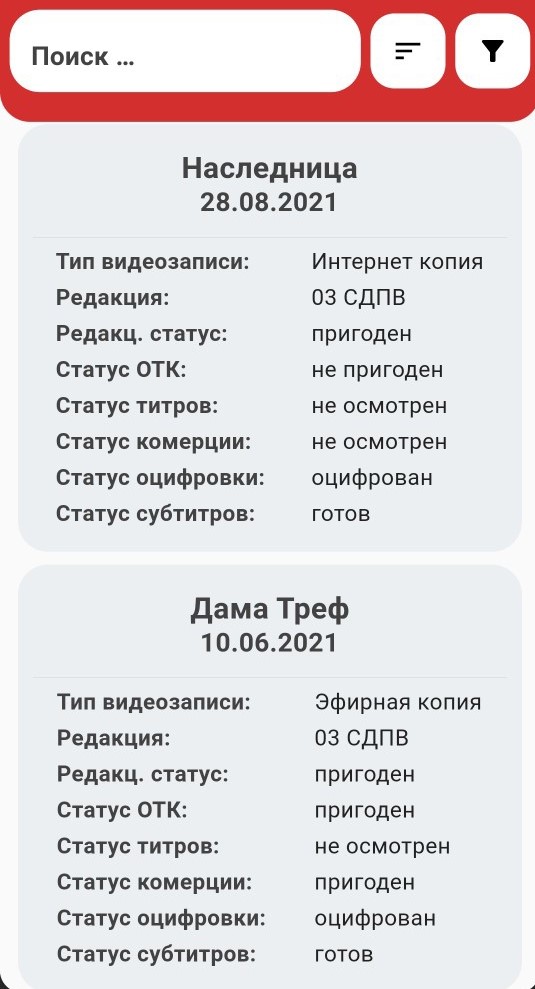 Поиск ...
Наследница
28.08.2021
Тип видеозаписи: Интернет копия
Редакция: 03 СДПВ
Редакц. статус: пригоден
Статус ОТК: не пригоден
Статус титров: не осмотрен
Статус комерции: не осмотрен
Статус оцифровки: оцифрован
Статус субтитров: готов
Дама Треф
10.06.2021
Тип видеозаписи: Эфирная копия
Редакция: 03 СДПВ
Редакц. статус: пригоден
Статус ОТК: пригоден
Статус титров: не осмотрен
Статус комерции: пригоден
Статус оцифровки: оцифрован
Статус субтитров: готов